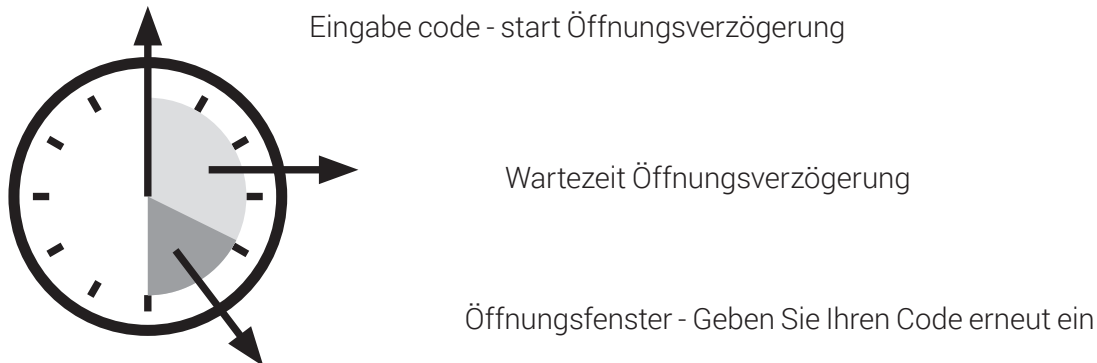 Eingabe code - start Öffnungsverzögerung
Wartezeit Öffnungsverzögerung
Öffnungsfenster - Geben Sie Ihren Code erneut ein